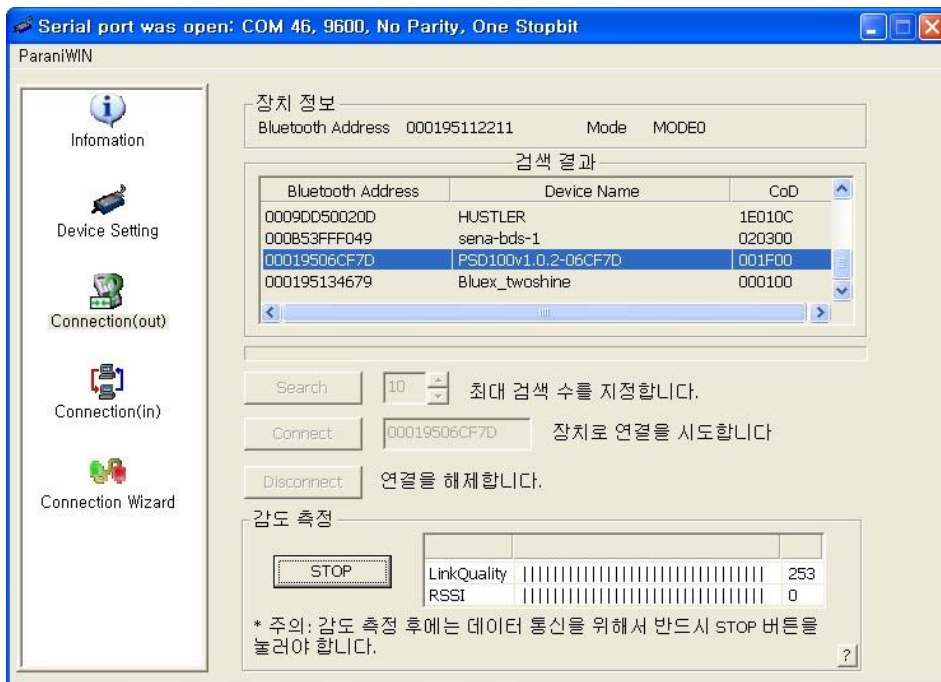 Serial port was open: COM 46, 9600, No Parity, One Stopbit
ParaniWIN
Infomation
Device Setting
Connection(out)
Connection(in)
Connection Wizard
장치 정보
Bluetooth Address 000195112211 Mode MODE0
검색 결과
Bluetooth Address Device Name CoD
0009DD50020D HUSTLER 1E010C
000B53FFF049 sena-bds-1 020300
00019506CF7D PSD100v1.0.2-06CF7D 001F00
000195134679 Bluex_twoshine 000100
Search 10 최대 검색 수를 지정합니다.
Connect 00019506CF7D 장치로 연결을 시도합니다
Disconnect 연결을 해제합니다.
감도 측정
STOP
LinkQuality |||||||||||||||||||||||||||||||| 253
RSSI |||||||||||||||||||||||||||||||| 0
* 주의: 감도 측정 후에는 데이터 통신을 위해서 반드시 STOP 버튼을
눌러야 합니다.
?